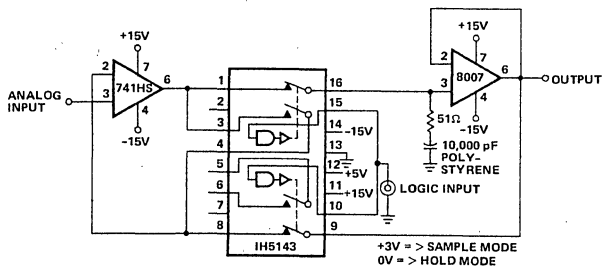 +15V
2
7
741HS
6
ANALOG
INPUT
3
4
–15V
1
2
3
4
5
6
7
8
16
15
14
–15V
13
12
+5V
11
+15V
10
9
IH5143
+15V
2
7
8007
6
3
4
–15V
OUTPUT
51Ω
10,000 pF
POLY-
STYRENE
LOGIC INPUT
+3V = > SAMPLE MODE
0V = > HOLD MODE